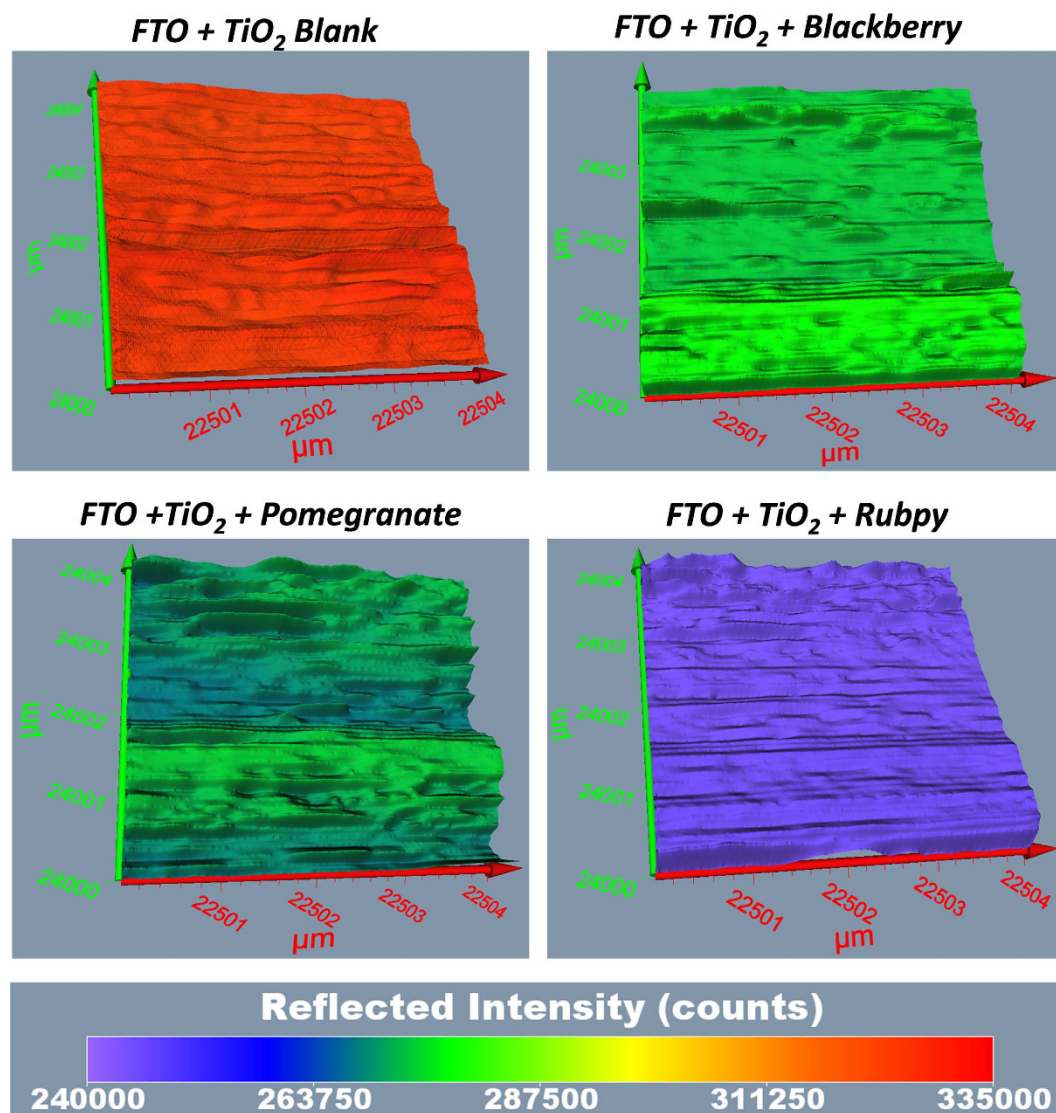 FTO + TiO2 Blank
24004
24003
24002
24001
24000
µm
22501
22502
22503
22504
µm
FTO + TiO2 + Blackberry
24003
24002
24001
24000
µm
22501
22502
22503
22504
µm
FTO +TiO2 + Pomegranate
24004
24003
24002
24001
24000
µm
22501
22502
22503
22504
µm
FTO + TiO2 + Rubpy
24004
24003
24002
24001
24000
µm
22501
22502
22503
22504
µm
Reflected Intensity (counts)
240000 263750 287500 311250 335000